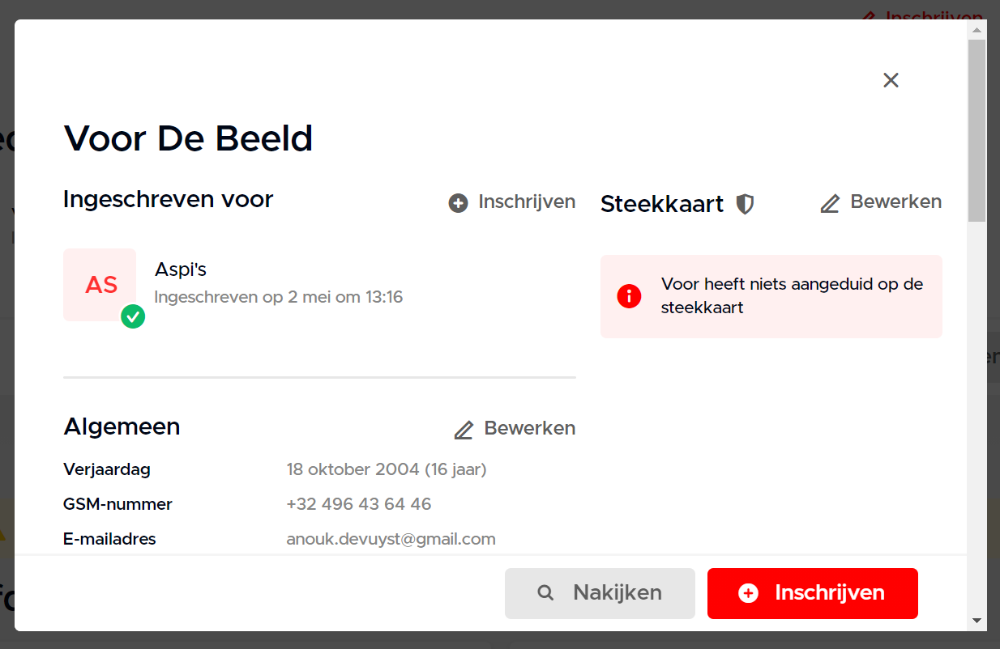 Inschrijven
Voor De Beeld
Ingeschreven voor
Inschrijven
Steekkaart
Bewerken
AS
Aspi's
Ingeschreven op 2 mei om 13:16
Voor heeft niets aangeduid op de
steekkaart
Algemeen
Bewerken
Verjaardag
18 oktober 2004 (16 jaar)
GSM-nummer
+32 496 43 64 46
E-mailadres
anouk.devuyst@gmail.com
Nakijken
Inschrijven